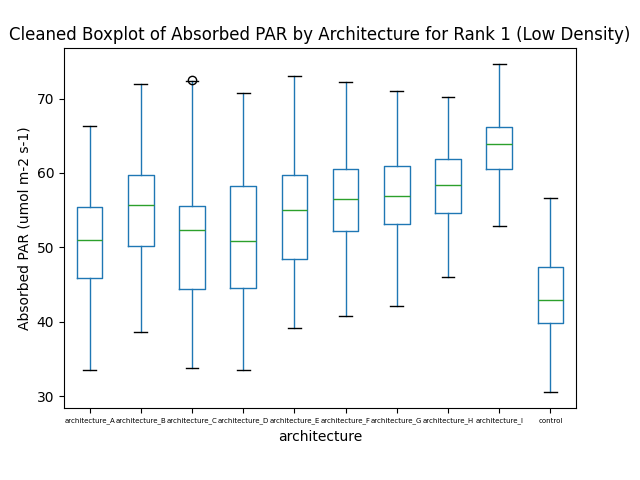 Cleaned Boxplot of Absorbed PAR by Architecture for Rank 1 (Low Density)
Absorbed PAR (umol m-2 s-1)
70
60
50
40
30
architecture_A architecture_B architecture_C architecture_D architecture_E architecture_F architecture_G architecture_H architecture_I control
architecture